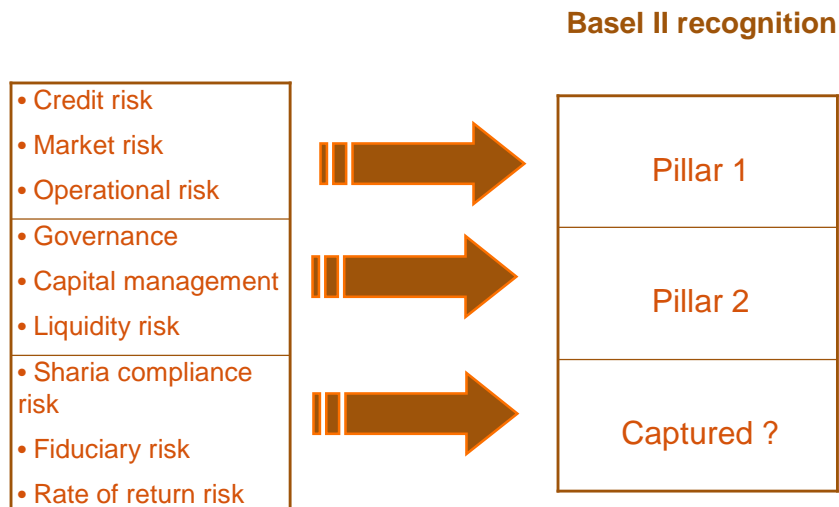 Basel II recognition
• Credit risk
• Market risk
• Operational risk
• Governance
• Capital management
• Liquidity risk
• Sharia compliance
risk
• Fiduciary risk
• Rate of return risk
Pillar 1
Pillar 2
Captured ?